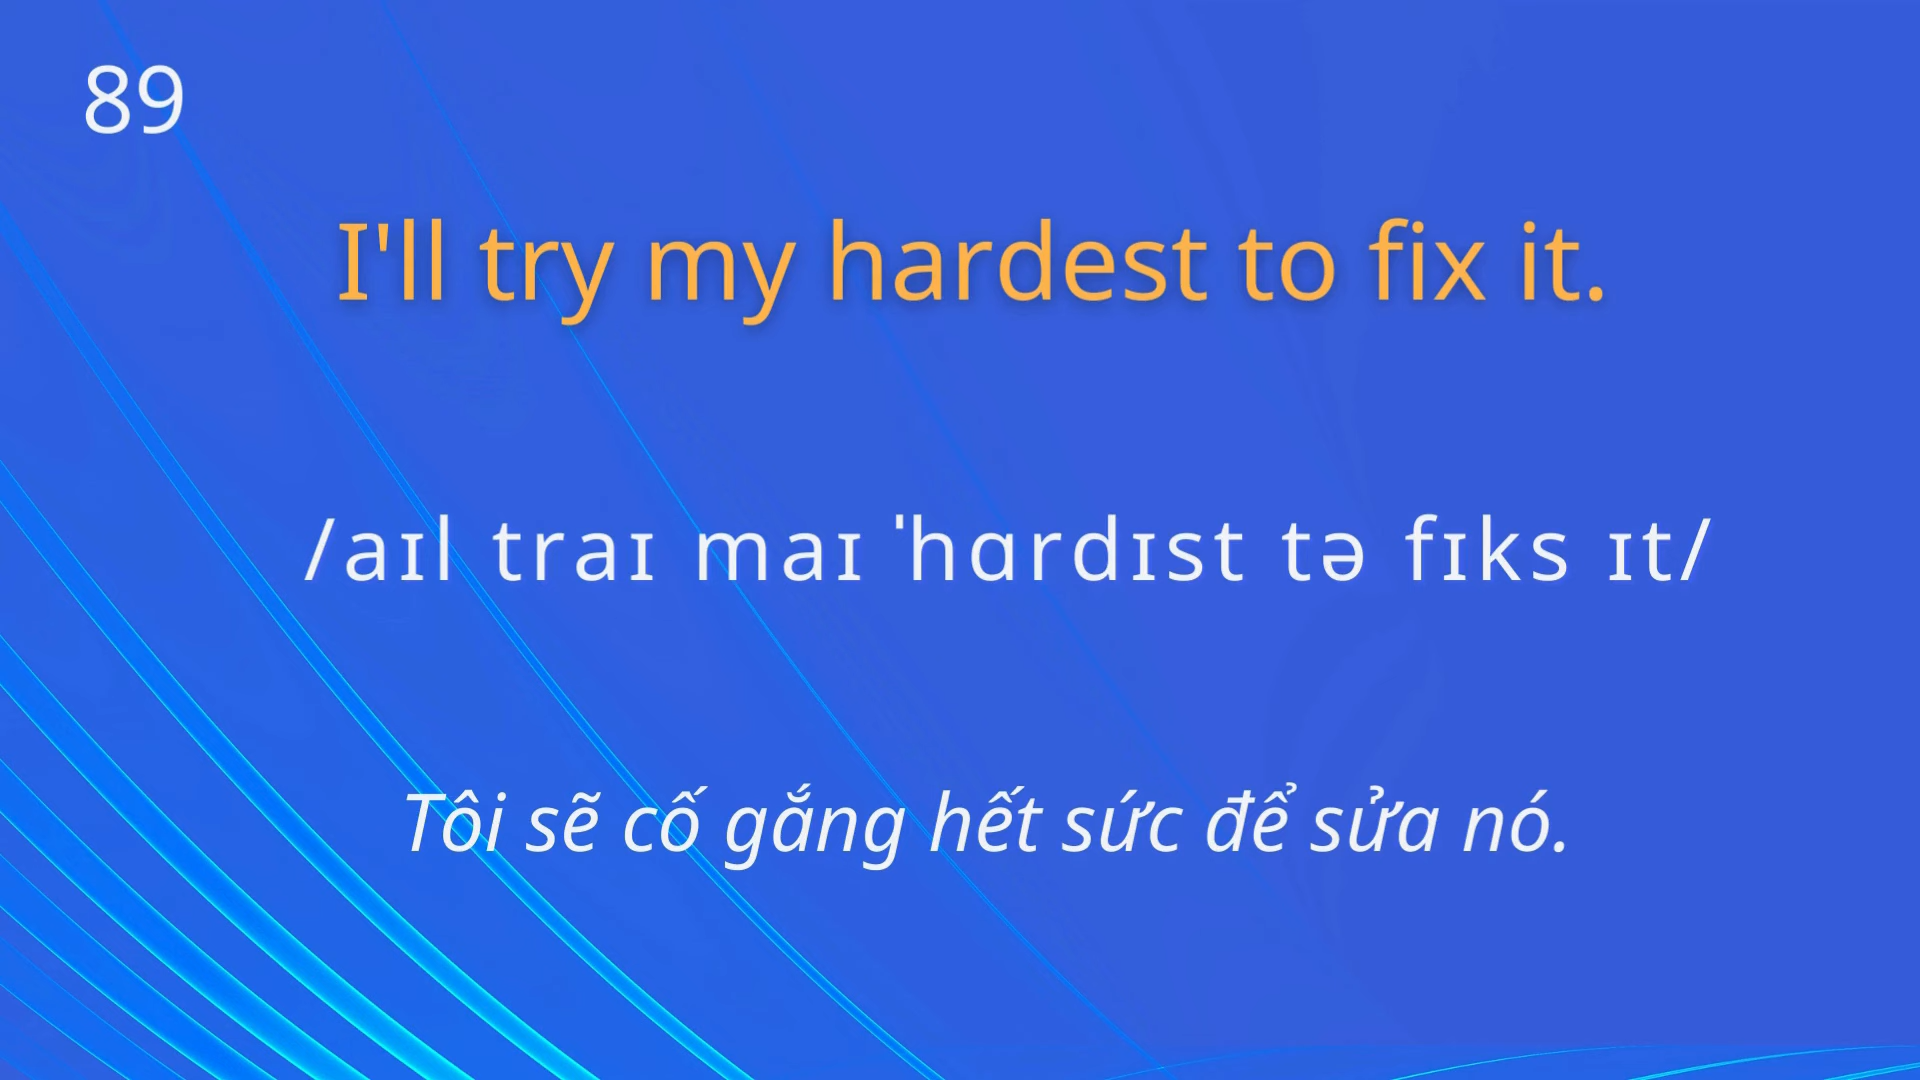 89
I'll try my hardest to fix it.
/aɪl traɪ maɪ ˈhɑrdɪst tə fɪks ɪt/
Tôi sẽ cố gắng hết sức để sửa nó.